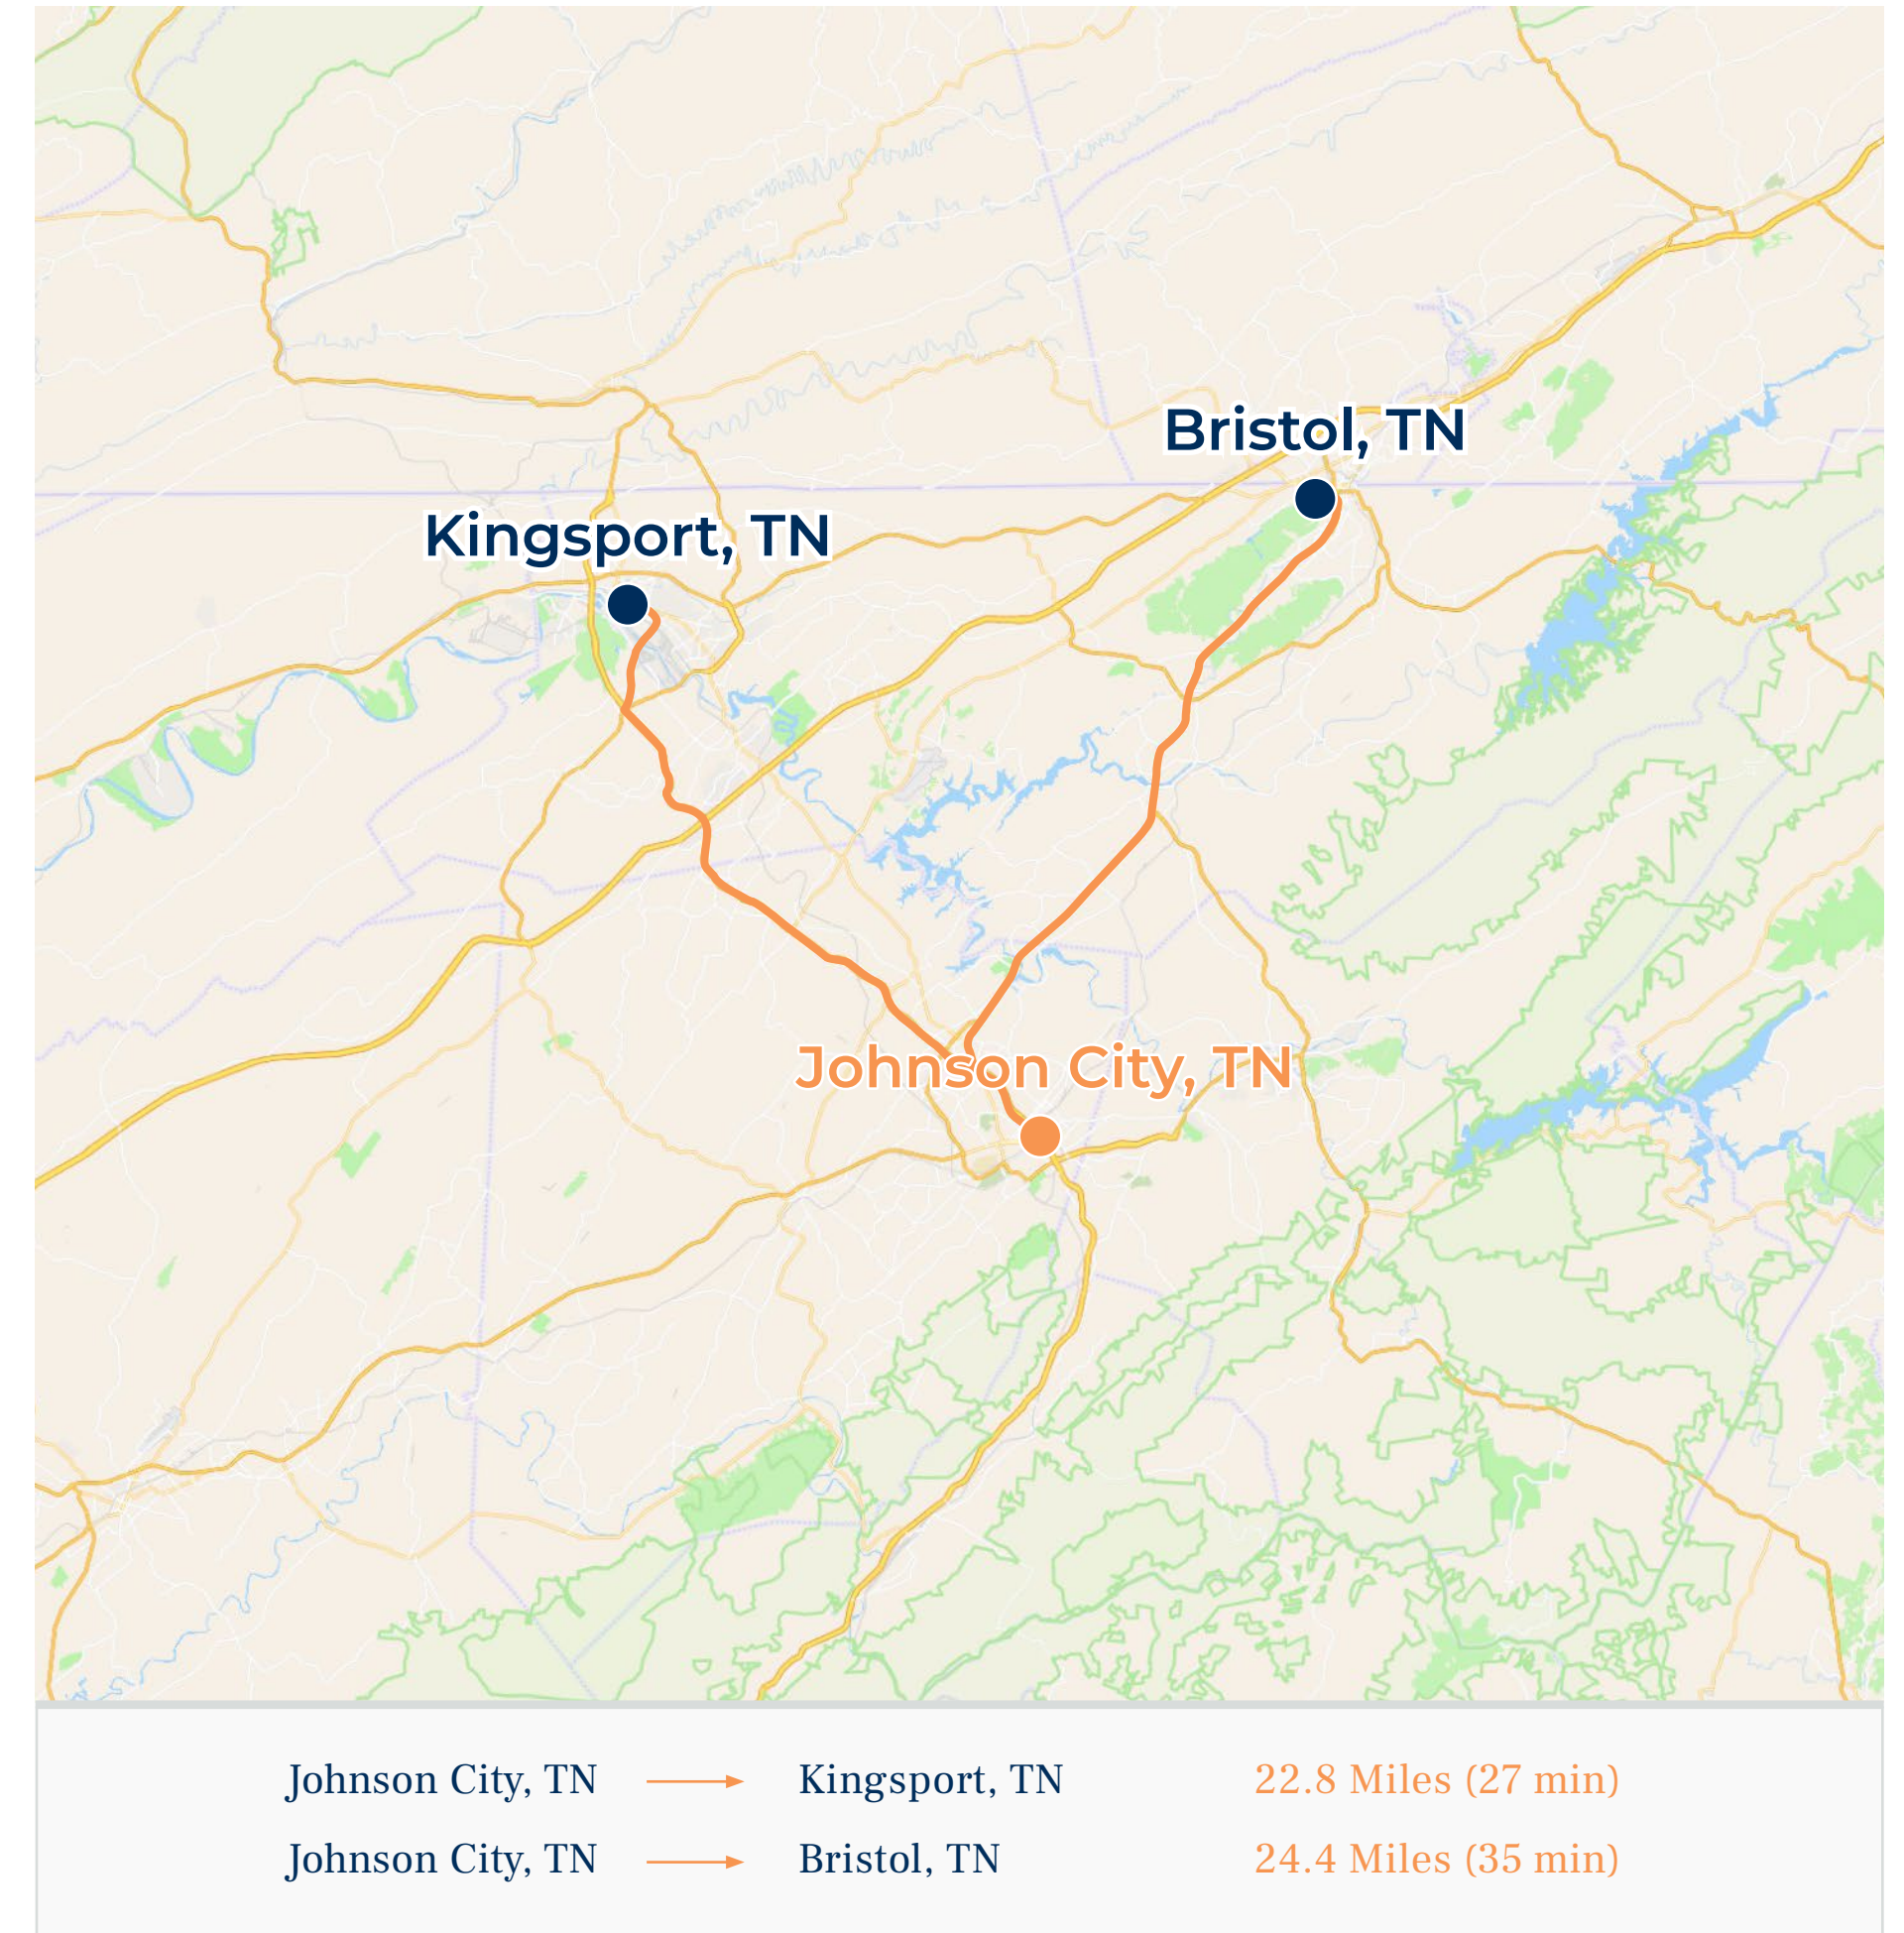 Bristol, TN
Kingsport, TN
Johnson City, TN
Johnson City, TN → Kingsport, TN 22.8 Miles (27 min)
Johnson City, TN → Bristol, TN 24.4 Miles (35 min)